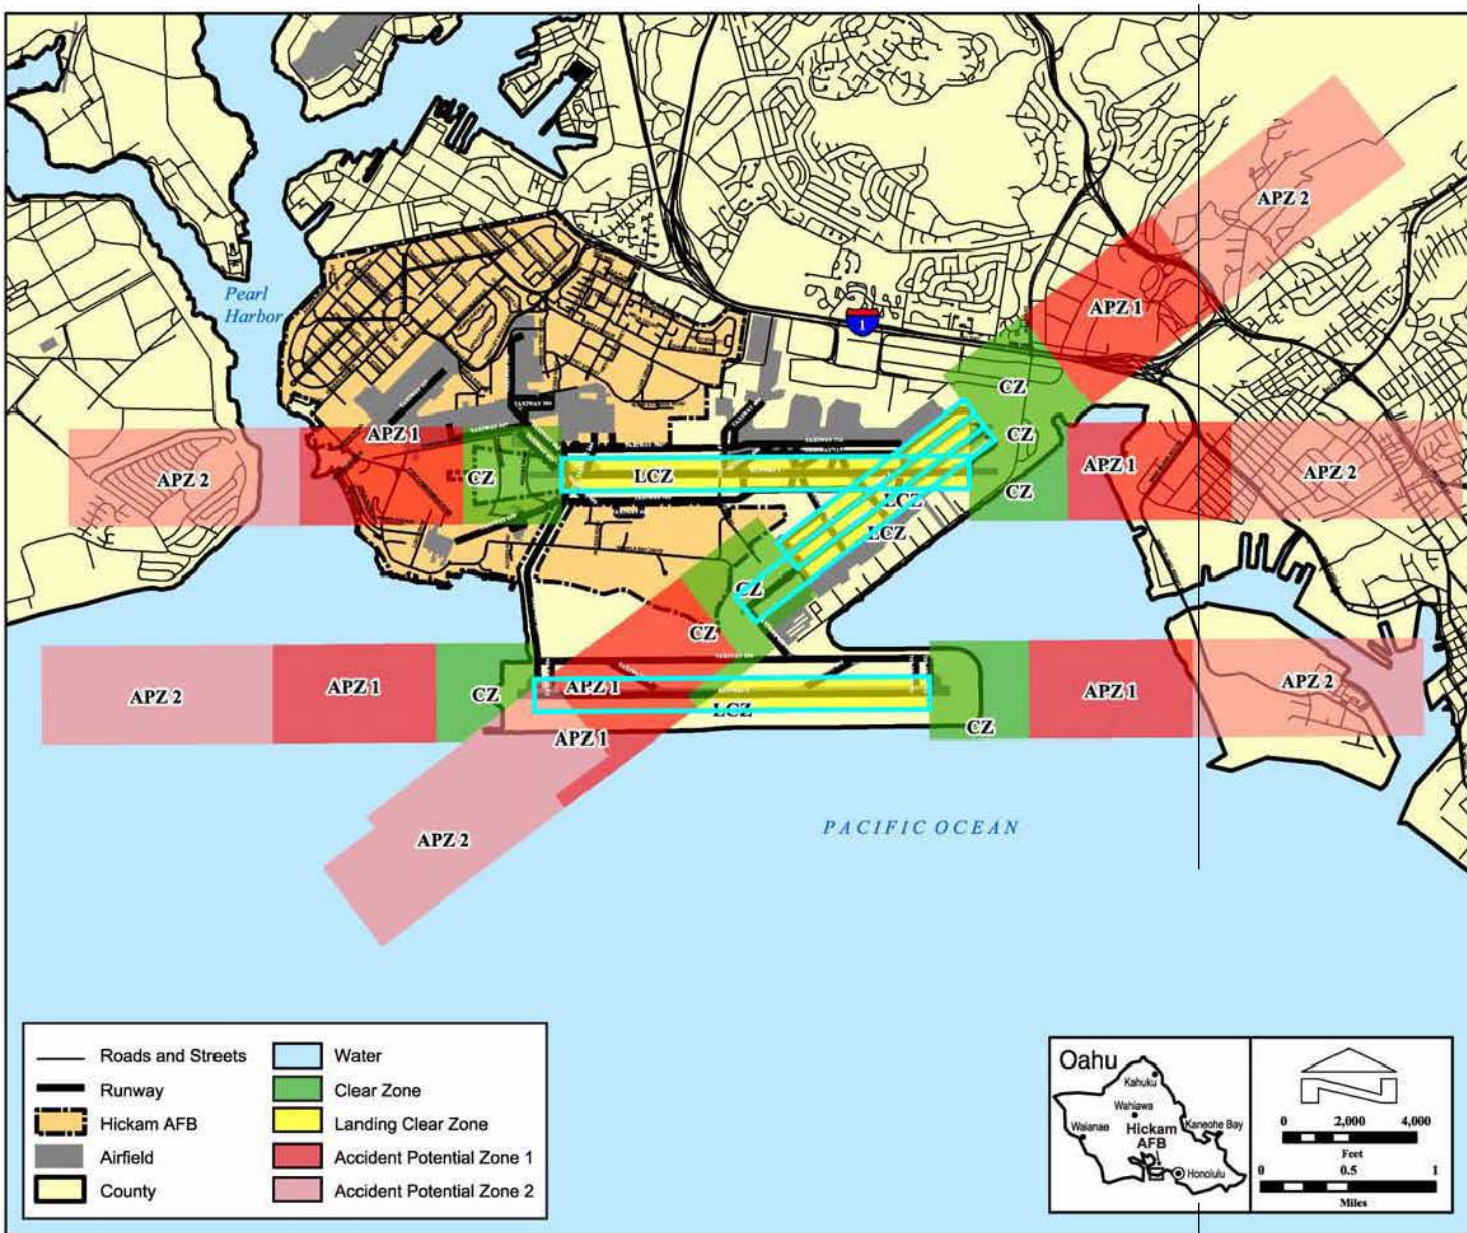 APZ 2
APZ 1
Pearl
Harbor
1
CZ
APZ 1
TAXIWAY
CZ
APZ 2
CZ
LCZ
RUNWAY
CZ
APZ 1
APZ 2
LCZ
LCZ
CZ
CZ
APZ 2
APZ 1
CZ
APZ 1
LCZ
CZ
APZ 1
APZ 2
APZ 1
APZ 2
PACIFIC OCEAN
Roads and Streets
Runway
Hickam AFB
Airfield
County
Water
Clear Zone
Landing Clear Zone
Accident Potential Zone 1
Accident Potential Zone 2
Oahu
Kahuku
Wahiawa
Waianae
Hickam
AFB
Kaneohe Bay
Honolulu
0 2,000 4,000
Feet
0 0.5 1
Miles